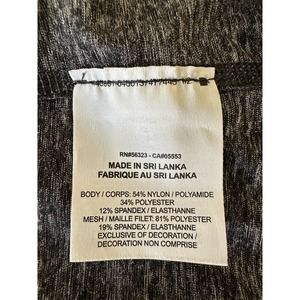 RN#56323 - CA#05553
MADE IN SRI LANKA
FABRIQUE AU SRI LANKA
BODY / CORPS: 54% NYLON / POLYAMIDE
34% POLYESTER
12% SPANDEX / ELASTHANNE
MESH / MAILLE FILET: 81% POLYESTER
19% SPANDEX / ELASTHANNE
EXCLUSIVE OF DECORATION /
DECORATION NON COMPRISE